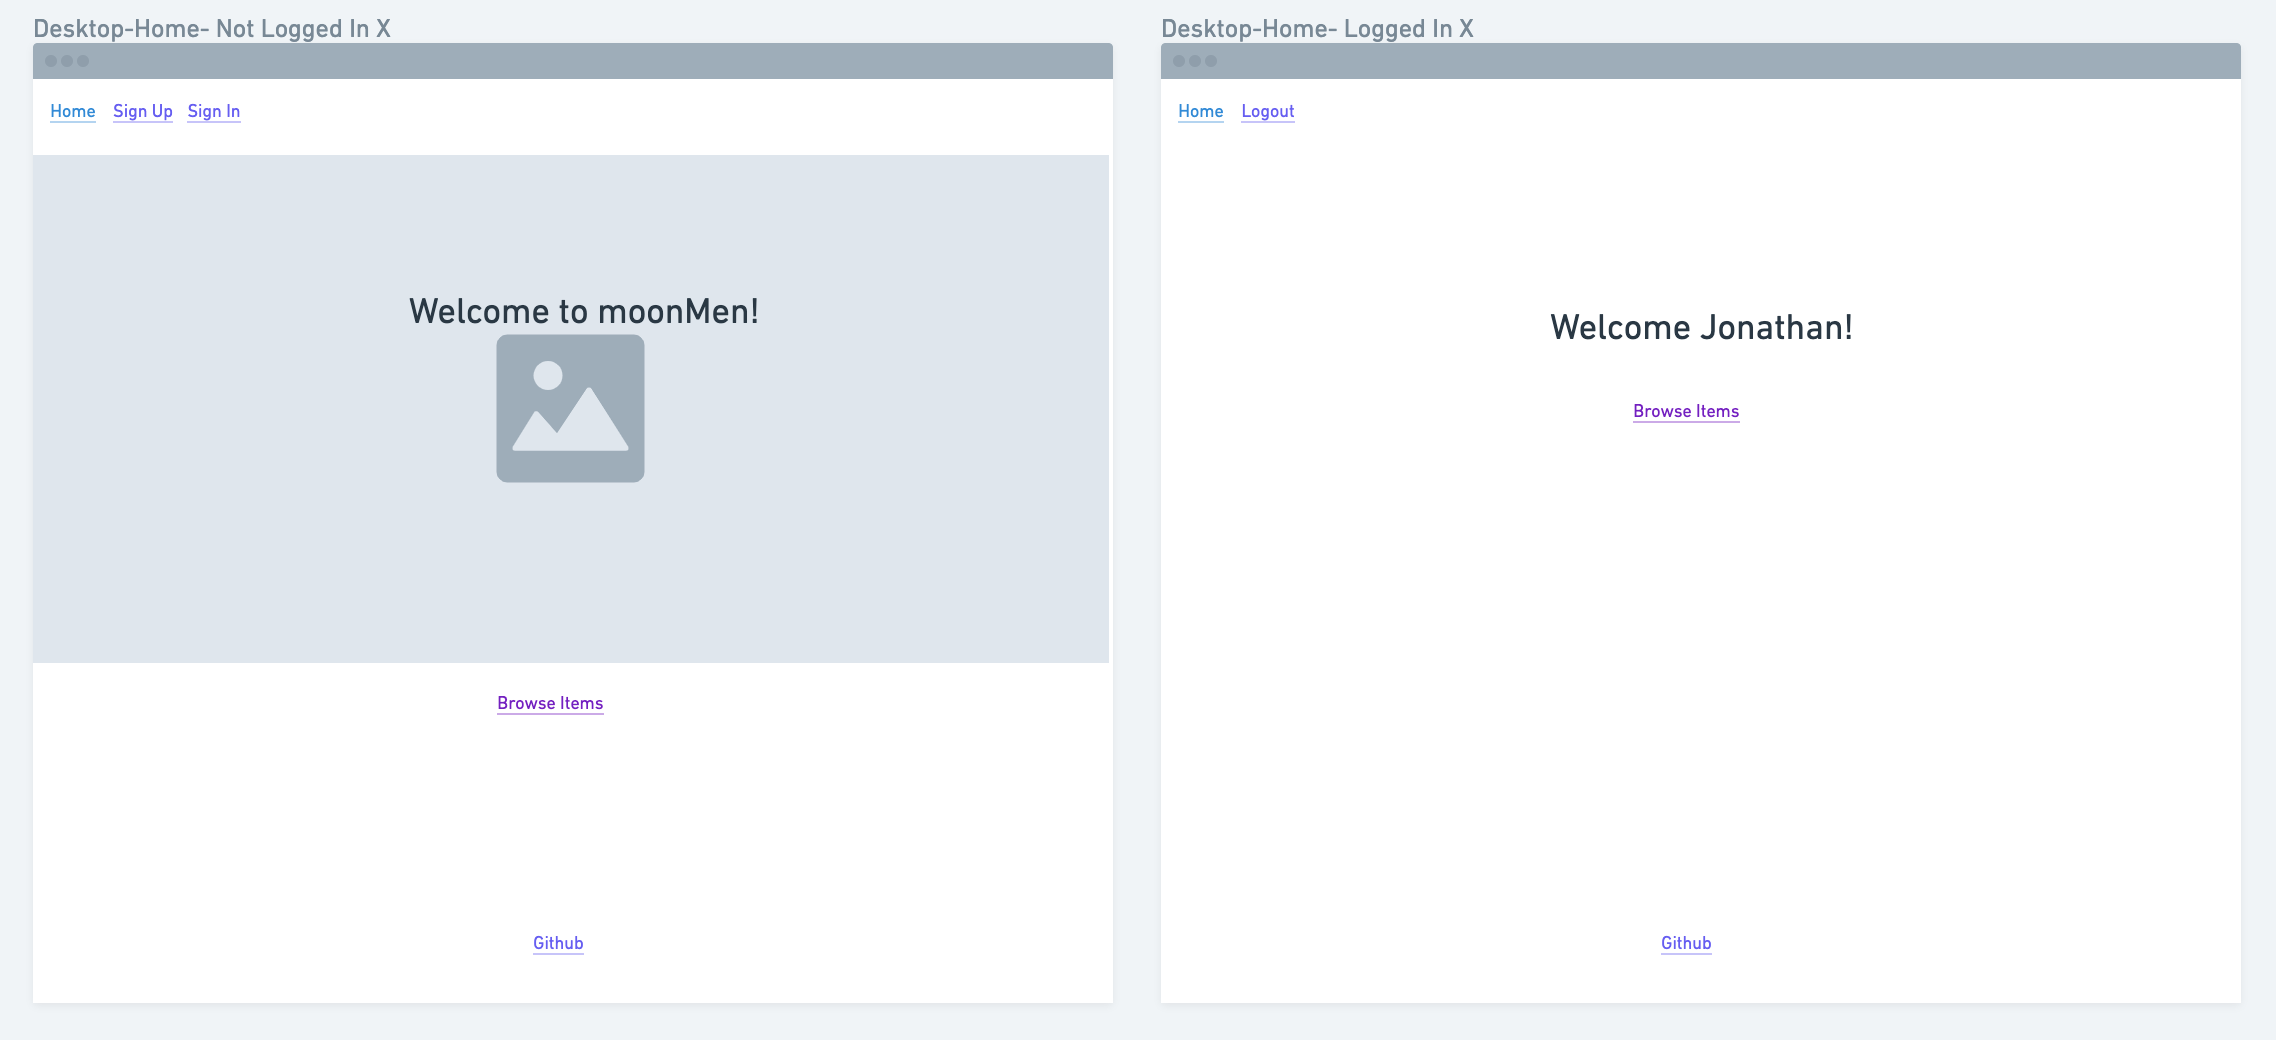 Desktop-Home- Not Logged In X
Home Sign Up Sign In
Welcome to moonMen!
Browse Items
Github
Desktop-Home- Logged In X
Home Logout
Welcome Jonathan!
Browse Items
Github